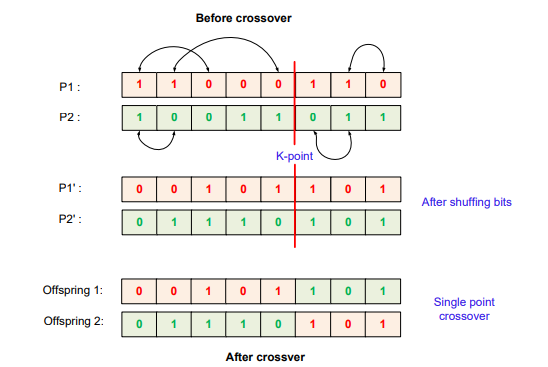 Before crossover
P1 : 1 1 0 0 0 1 1 0
P2 : 1 0 0 1 1 0 1 1
K-point
P1' : 0 0 1 0 1 1 0 1
After shuffing bits
P2' : 0 1 1 1 0 1 0 1
Offspring 1: 0 0 1 0 1 1 0 1
Single point
crossover
Offspring 2: 0 1 1 1 0 1 0 1
After crossver